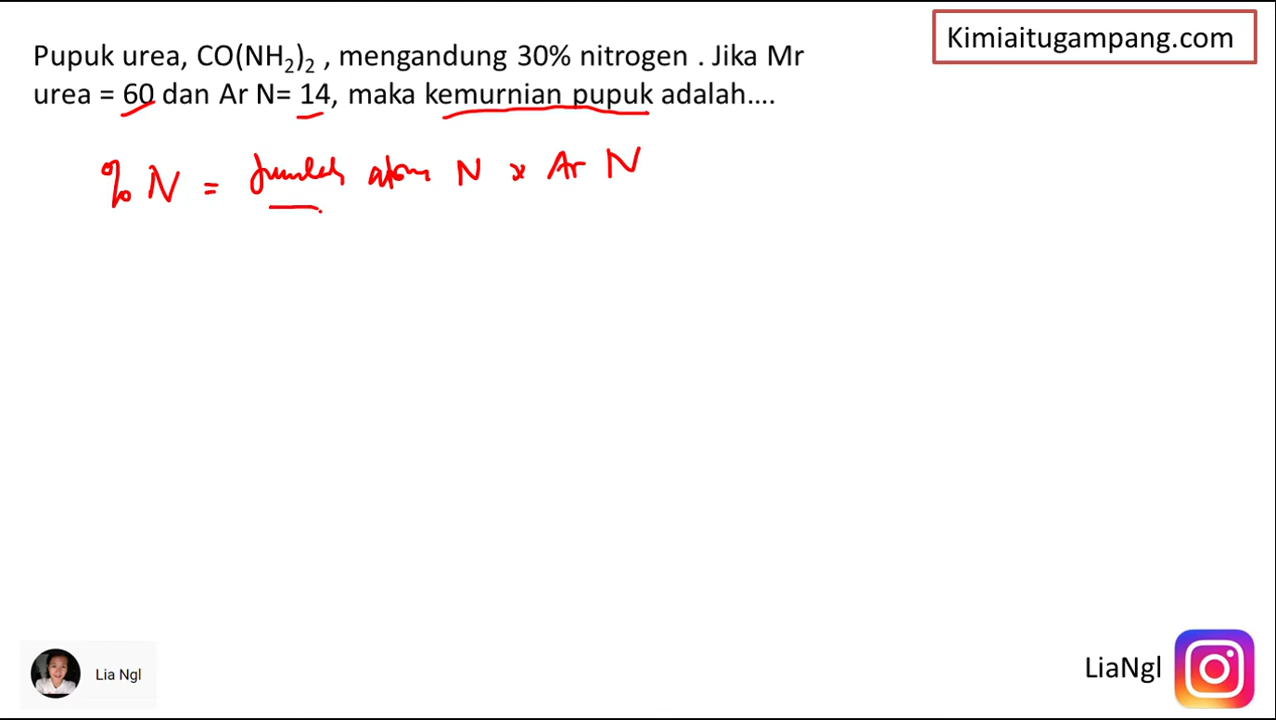 Kimiaitugampang.com
Pupuk urea, CO(NH₂)₂ , mengandung 30% nitrogen . Jika Mr
urea = 60 dan Ar N= 14, maka kemurnian pupuk adalah....
% N = Jumlah atom N x Ar N
Lia Ngl
LiaNgl